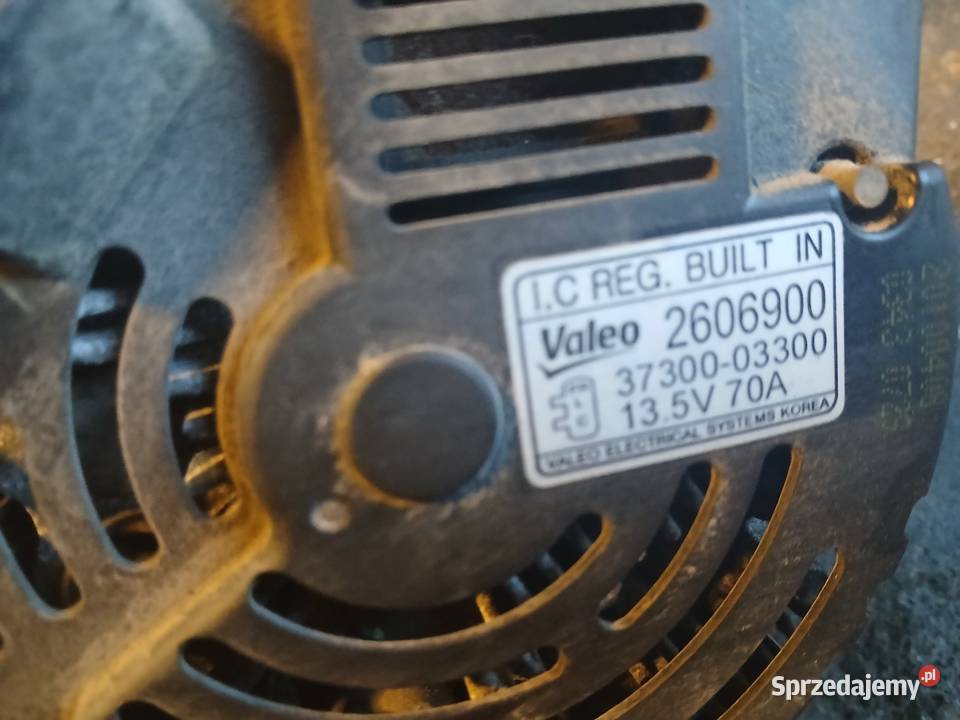 I.C REG. BUILT IN
Valeo 2606900
37300-03300
13.5V 70A
VALEO ELECTRICAL SYSTEMS KOREA
Sprzedajemy.pl